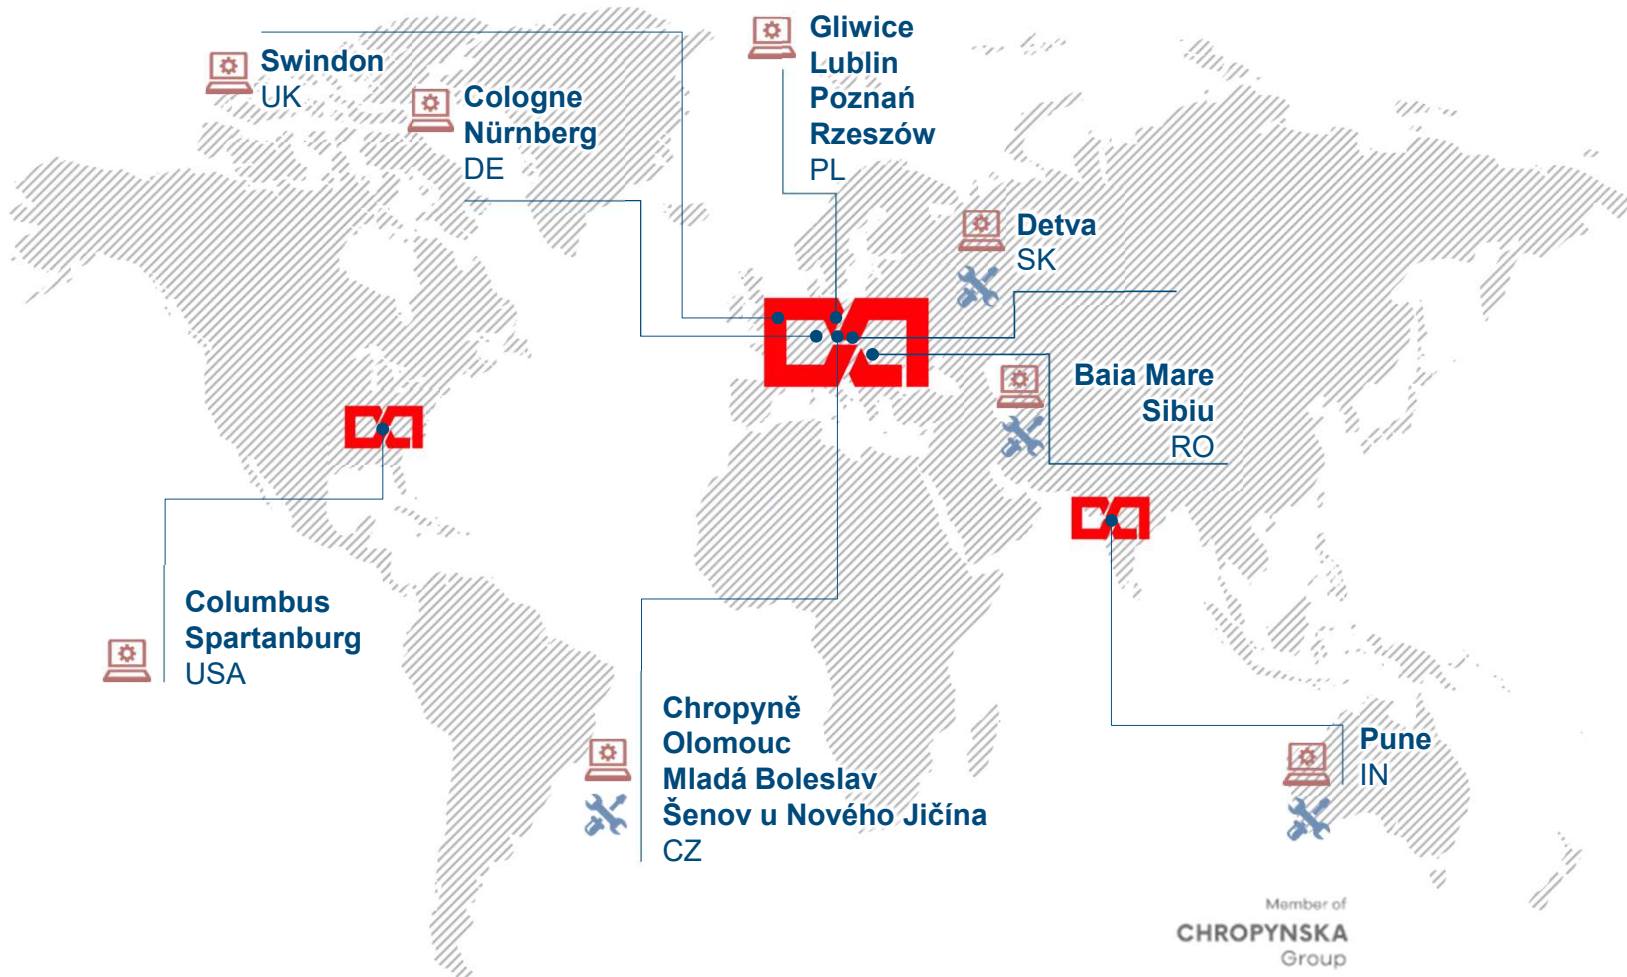 Swindon
UK
Cologne
Nürnberg
DE
Gliwice
Lublin
Poznań
Rzeszów
PL
Detva
SK
Baia Mare
Sibiu
RO
Columbus
Spartanburg
USA
Chropyně
Olomouc
Mladá Boleslav
Šenov u Nového Jičína
CZ
Pune
IN
Member of
CHROPYNSKA
Group